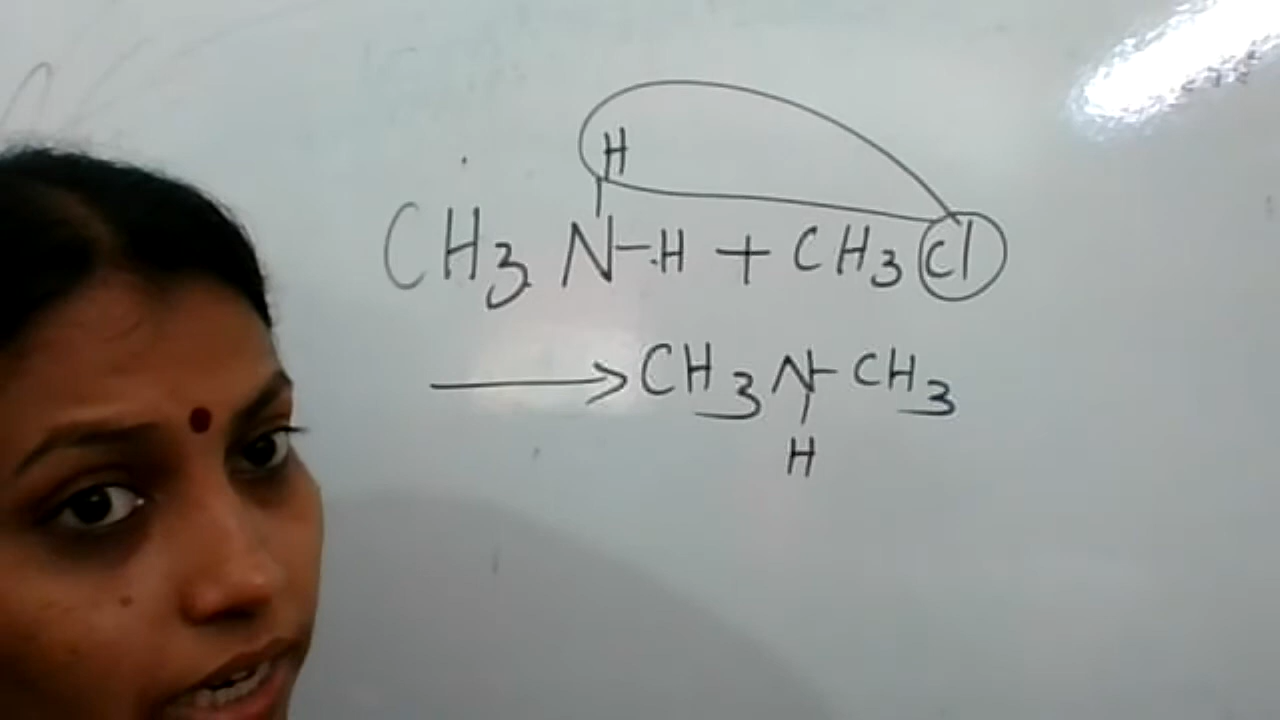 H
CH3 N-H + CH3 Cl
→ CH3 N-CH3
H